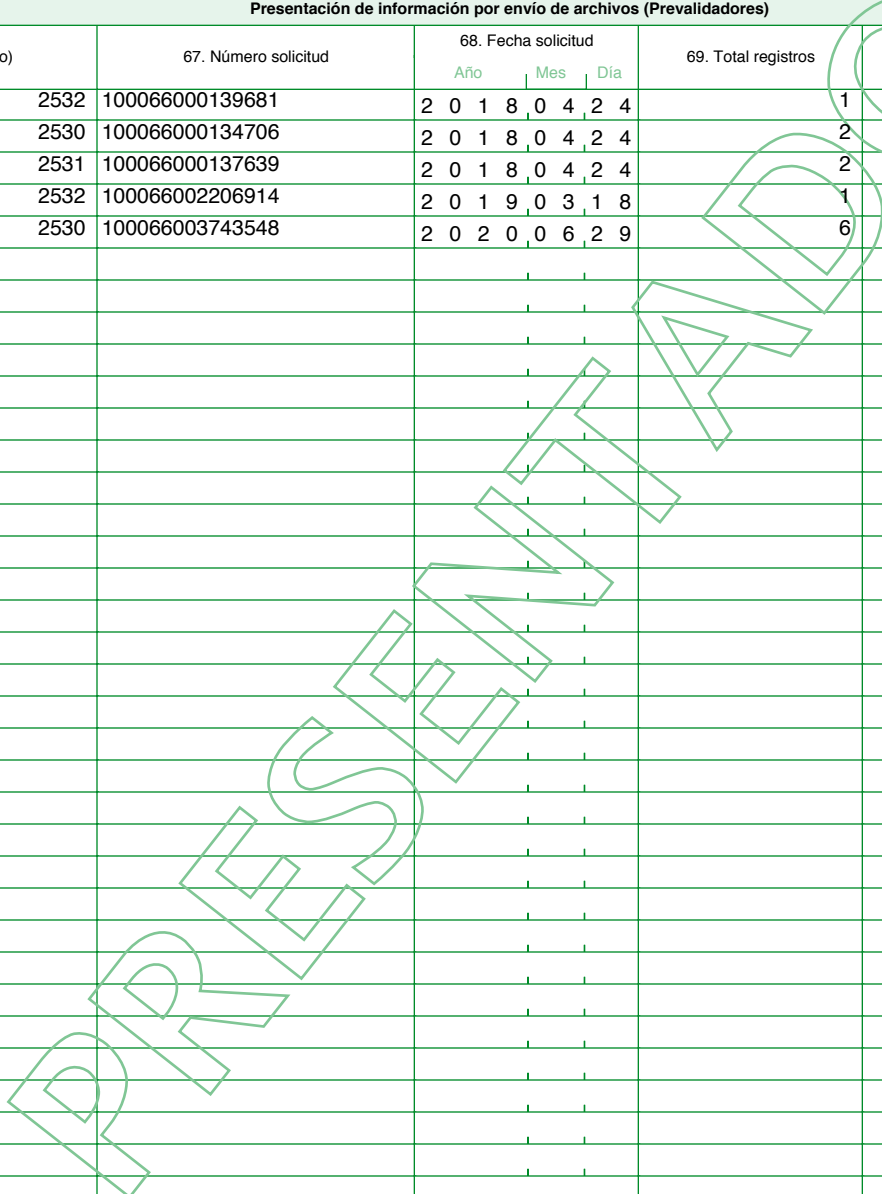 Presentación de información por envío de archivos (Prevalidadores)
o) 67. Número solicitud 68. Fecha solicitud 69. Total registros
Año Mes Día
2532 100066000139681 2 0 1 8 0 4 2 4 1
2530 100066000134706 2 0 1 8 0 4 2 4 2
2531 100066000137639 2 0 1 8 0 4 2 4 2
2532 100066002206914 2 0 1 9 0 3 1 8 1
2530 100066003743548 2 0 2 0 0 6 2 9 6
PRESENTADO